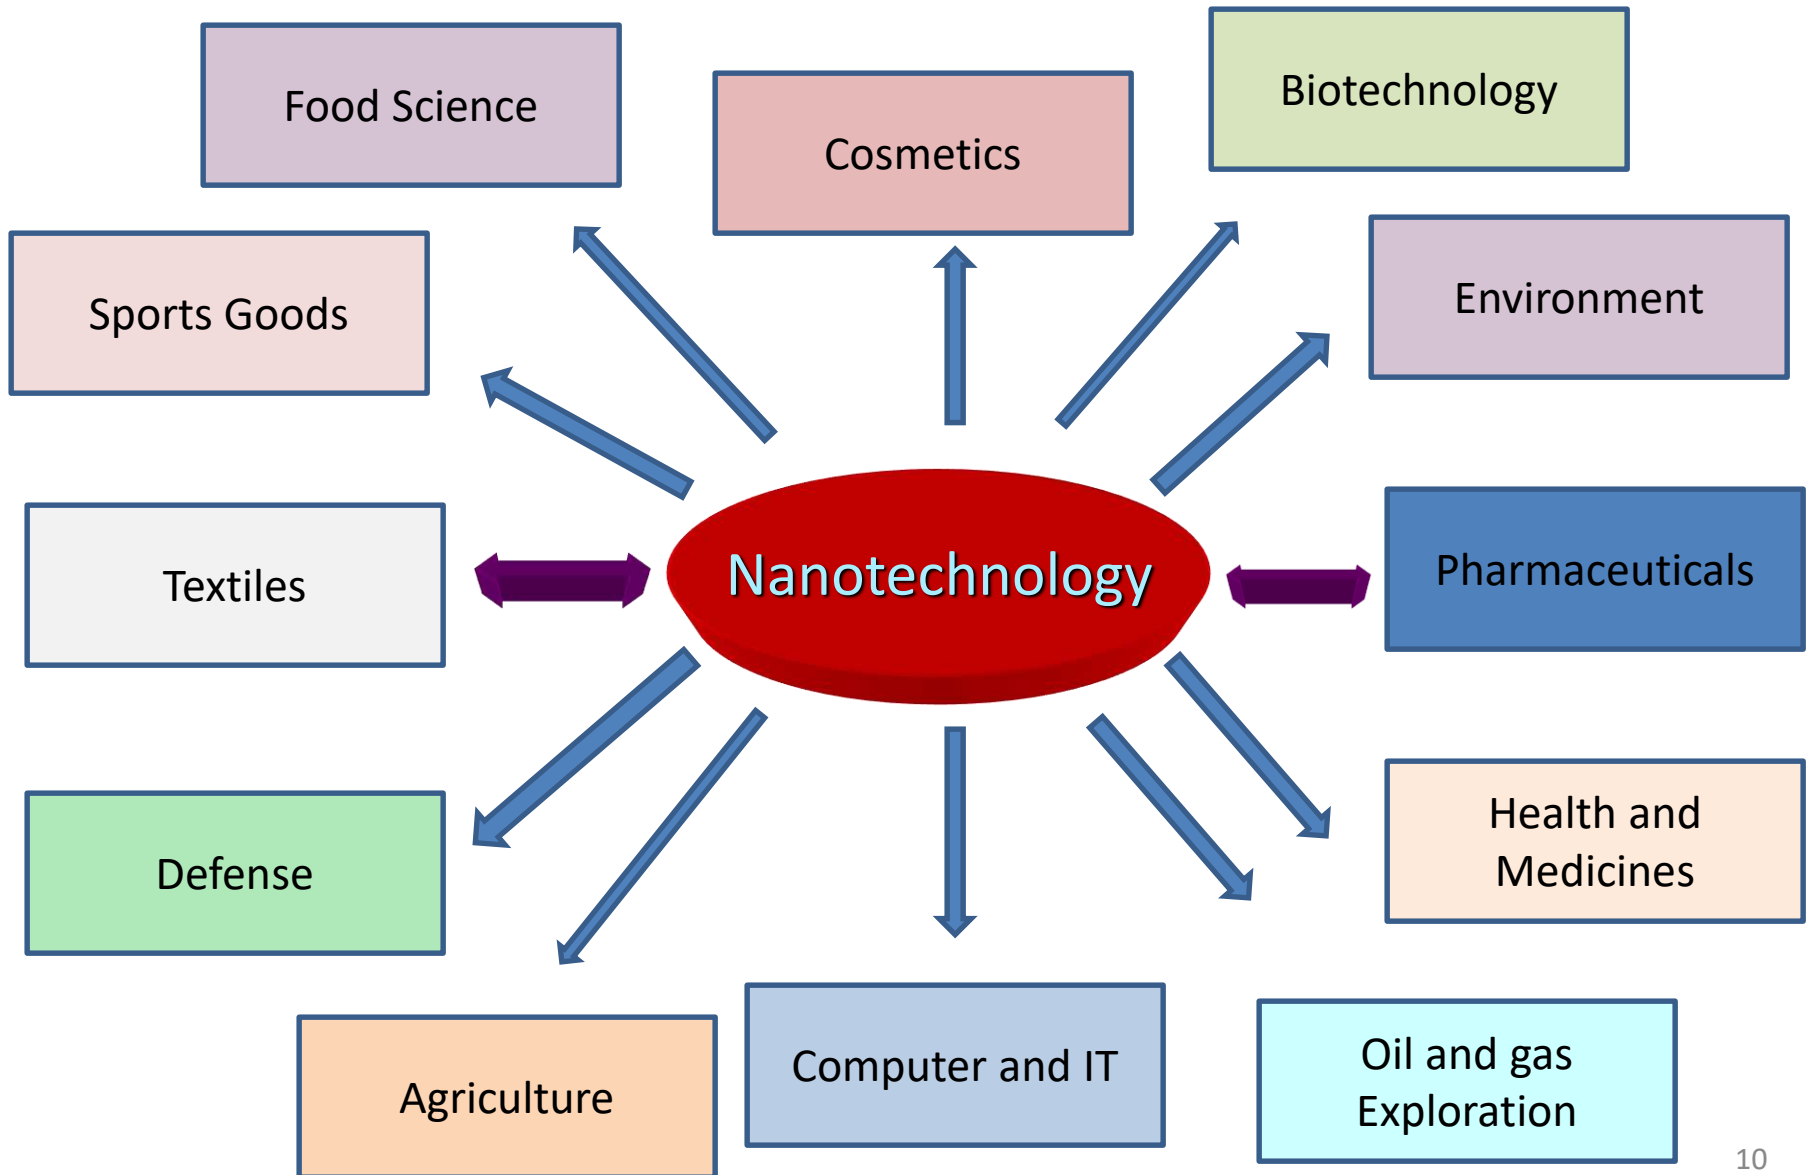 Food Science
Cosmetics
Biotechnology
Sports Goods
Environment
Textiles
Nanotechnology
Pharmaceuticals
Defense
Health and
Medicines
Agriculture
Computer and IT
Oil and gas
Exploration
10